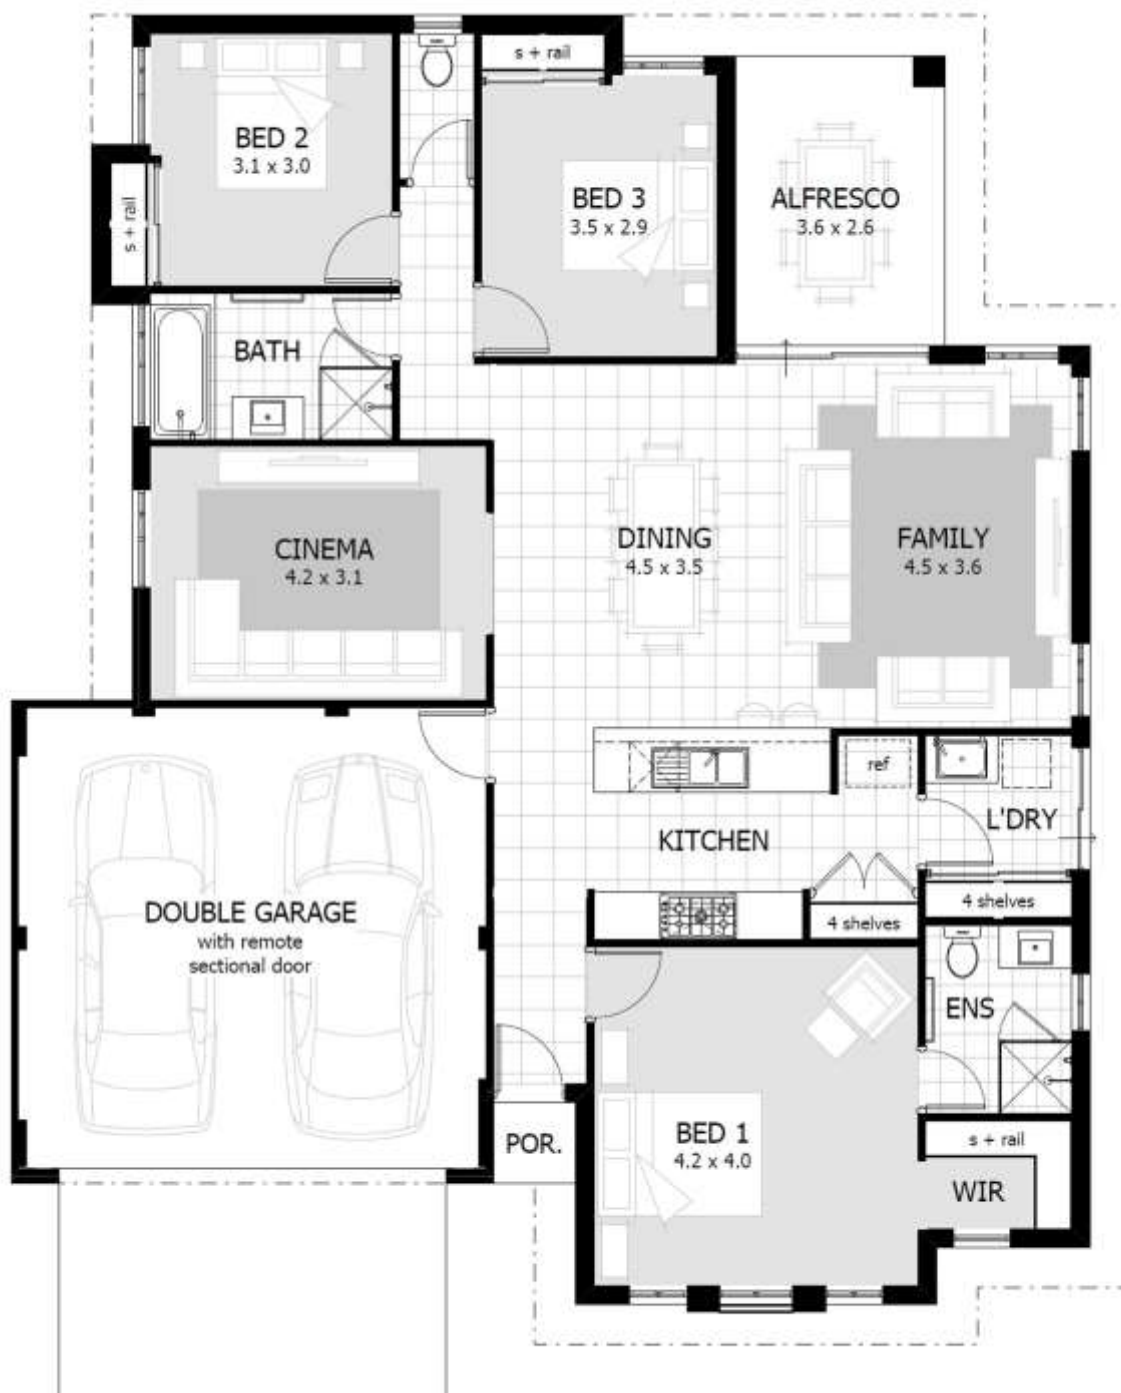 s + rail
BED 2
3.1 x 3.0
s + rail
BED 3
3.5 x 2.9
ALFRESCO
3.6 x 2.6
BATH
CINEMA
4.2 x 3.1
DINING
4.5 x 3.5
FAMILY
4.5 x 3.6
ref
L'DRY
KITCHEN
4 shelves
4 shelves
DOUBLE GARAGE
with remote
sectional door
ENS
POR.
BED 1
4.2 x 4.0
s + rail
WIR